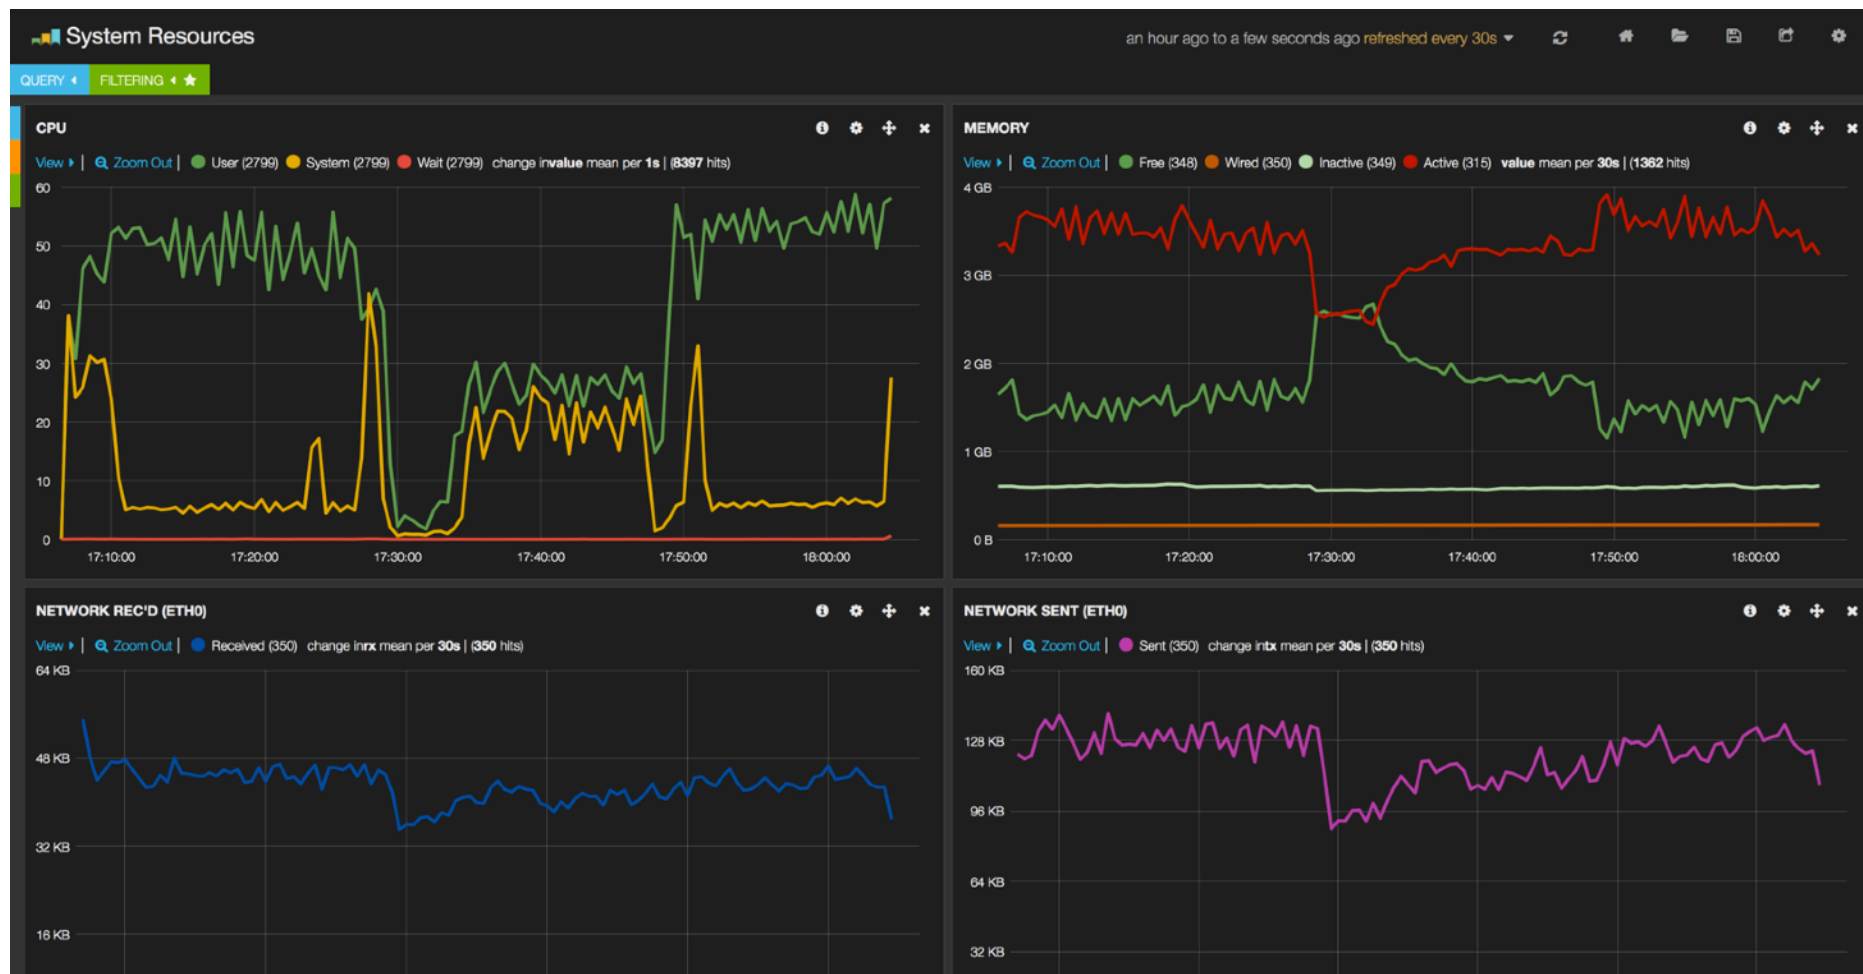 System Resources
an hour ago to a few seconds ago refreshed every 30s
QUERY
FILTERING
CPU
View | Zoom Out | User (2799) System (2799) Wait (2799) change invalue mean per 1s | (8397 hits)
60
50
40
30
20
10
0
17:10:00 17:20:00 17:30:00 17:40:00 17:50:00 18:00:00
MEMORY
View | Zoom Out | Free (348) Wired (350) Inactive (349) Active (315) value mean per 30s | (1362 hits)
4 GB
3 GB
2 GB
1 GB
0 B
17:10:00 17:20:00 17:30:00 17:40:00 17:50:00 18:00:00
NETWORK REC'D (ETH0)
View | Zoom Out | Received (350) change inrx mean per 30s | (350 hits)
64 KB
48 KB
32 KB
16 KB
NETWORK SENT (ETH0)
View | Zoom Out | Sent (350) change intx mean per 30s | (350 hits)
160 KB
128 KB
96 KB
64 KB
32 KB